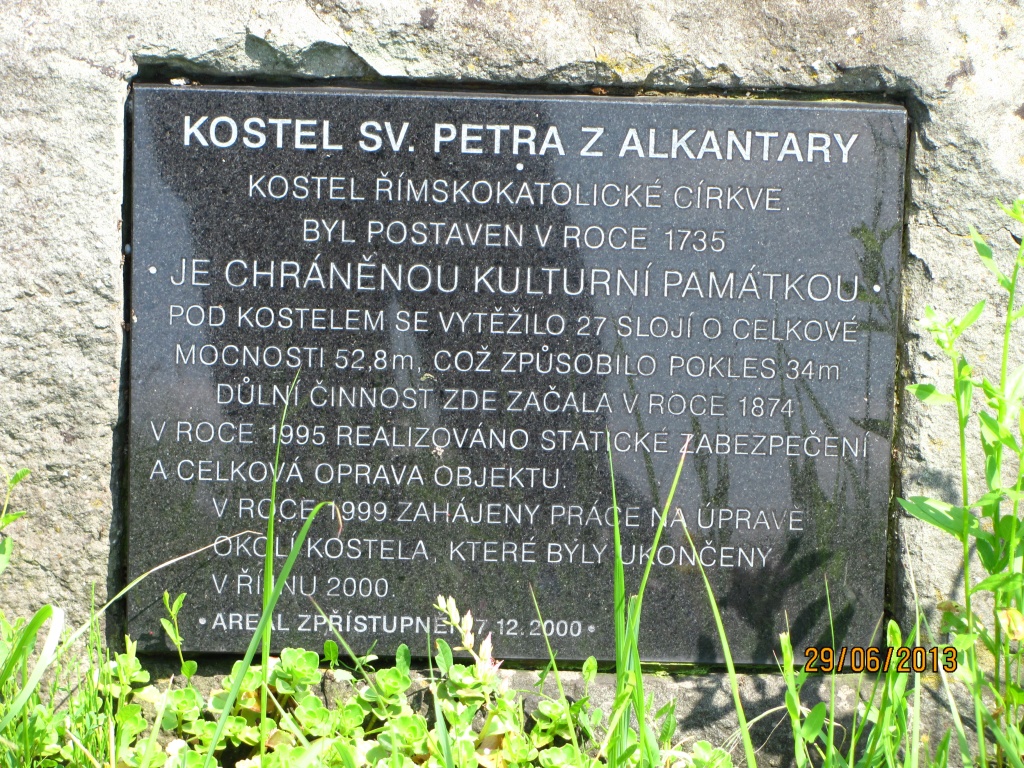 KOSTEL SV. PETRA Z ALKANTARY
KOSTEL ŘÍMSKOKATOLICKÉ CÍRKVE.
BYL POSTAVEN V ROCE 1735
• JE CHRÁNĚNOU KULTURNÍ PAMÁTKOU •
POD KOSTELEM SE VYTĚŽILO 27 SLOJÍ O CELKOVÉ
MOCNOSTI 52,8m, COŽ ZPŮSOBILO POKLES 34m
DŮLNÍ ČINNOST ZDE ZAČALA V ROCE 1874
V ROCE 1995 REALIZOVÁNO STATICKÉ ZABEZPEČENÍ
A CELKOVÁ OPRAVA OBJEKTU.
V ROCE 1999 ZAHÁJENY PRÁCE NA ÚPRAVĚ
OKOLÍ KOSTELA, KTERÉ BYLY UKONČENY
V ŘÍJNU 2000.
• AREÁL ZPŘÍSTUPNĚN 7.12.2000 •
29/06/2013